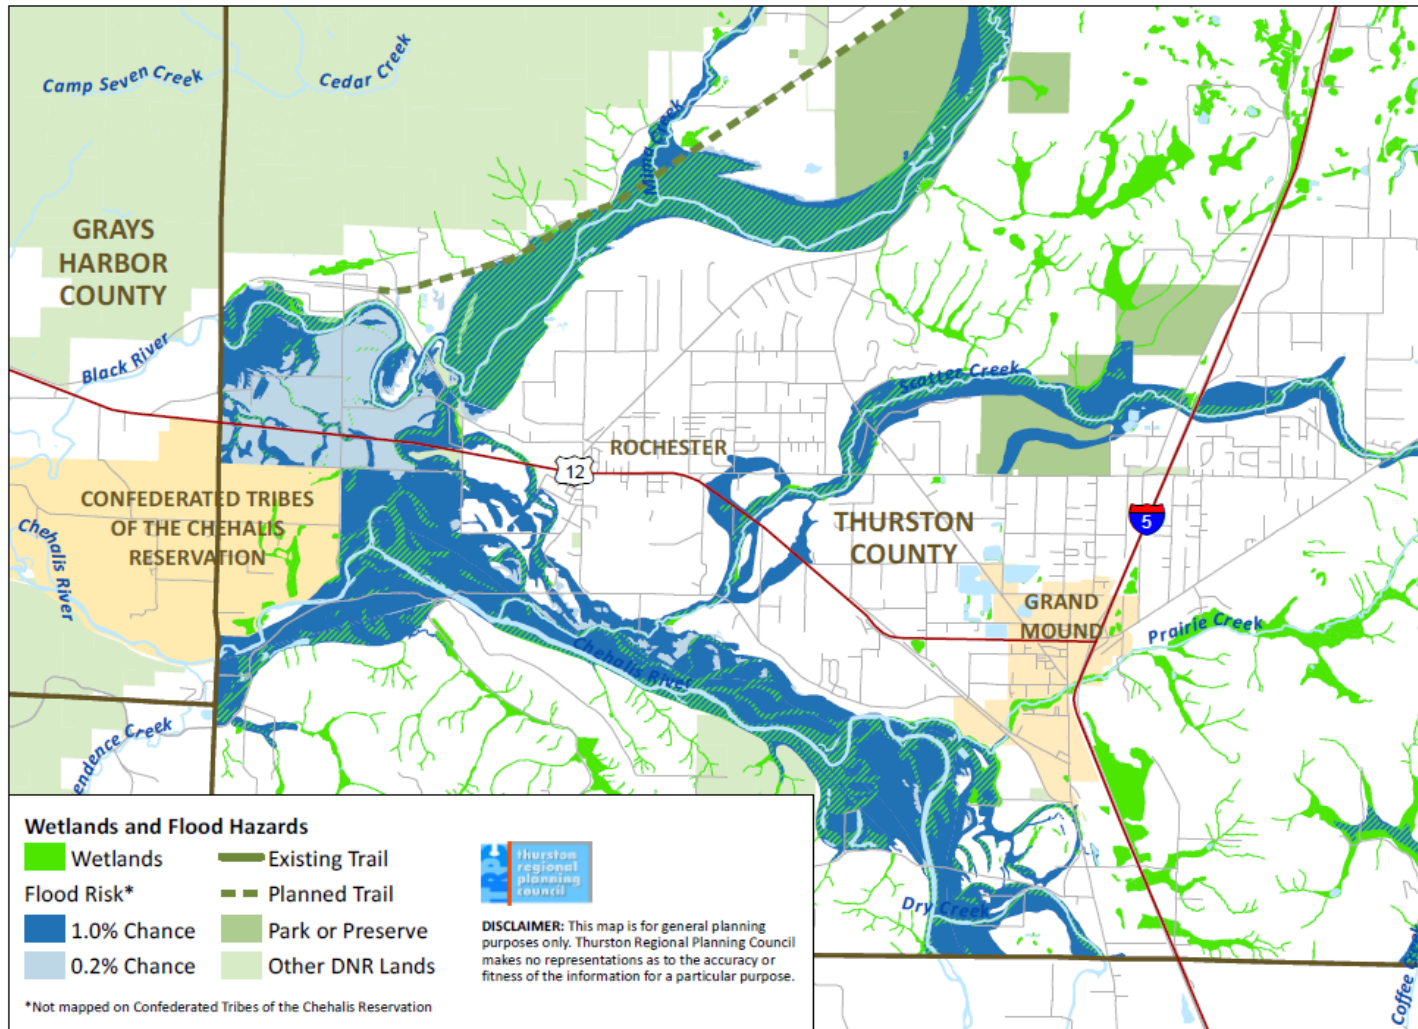 Camp Seven Creek
Cedar Creek
Mima Creek
GRAYS
HARBOR
COUNTY
Black River
Scatter Creek
ROCHESTER
12
CONFEDERATED TRIBES
OF THE CHEHALIS
RESERVATION
Chehalis River
THURSTON
COUNTY
5
GRAND
MOUND
Prairie Creek
Chehalis River
endence Creek
Dry Creek
Coffee Creek
Wetlands and Flood Hazards
Wetlands
Existing Trail
Flood Risk*
Planned Trail
1.0% Chance
Park or Preserve
0.2% Chance
Other DNR Lands
*Not mapped on Confederated Tribes of the Chehalis Reservation
TRPC
thurston
regional
planning
council
DISCLAIMER: This map is for general planning
purposes only. Thurston Regional Planning Council
makes no representations as to the accuracy or
fitness of the information for a particular purpose.